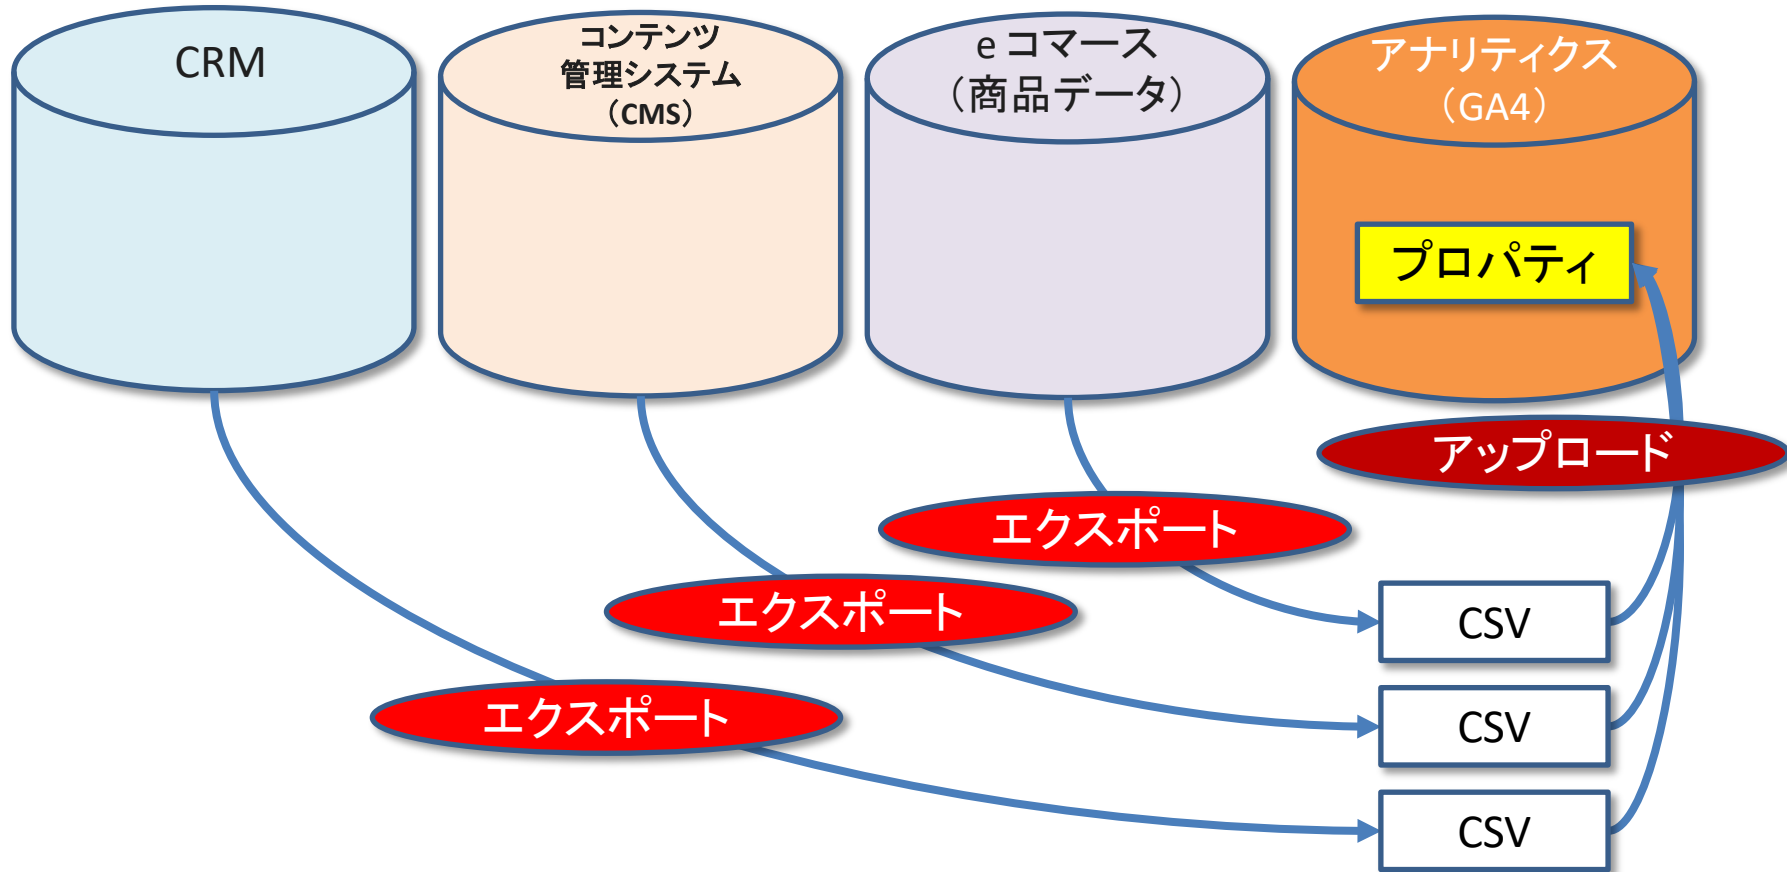 CRM
コンテンツ
管理システム
（CMS）
e コマース
（商品データ）
アナリティクス
（GA4）
プロパティ
アップロード
エクスポート
エクスポート
エクスポート
CSV
CSV
CSV